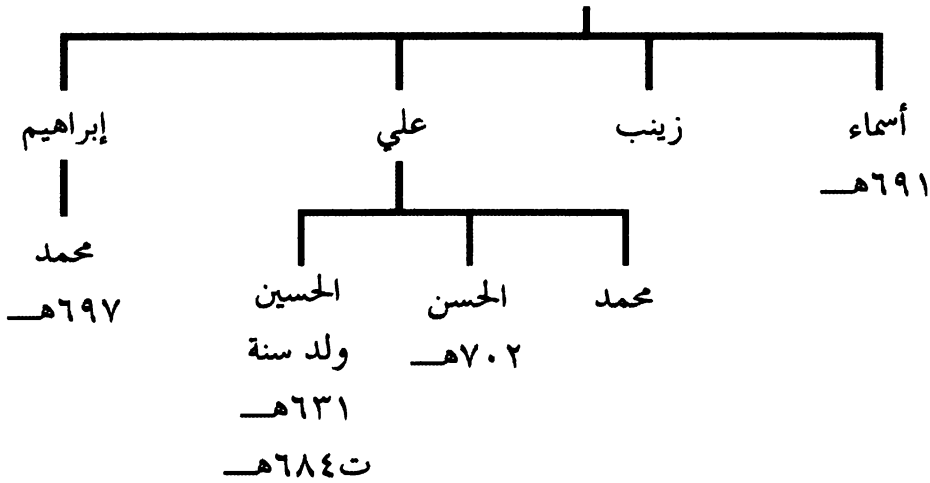 أسماء
٦٩١هـ
زينب
علي
إبراهيم
محمد
٦٩٧هـ
محمد
الحسن
٧٠٢هـ
الحسين
ولد سنة
٦٣١هـ
ت٦٨٤هـ